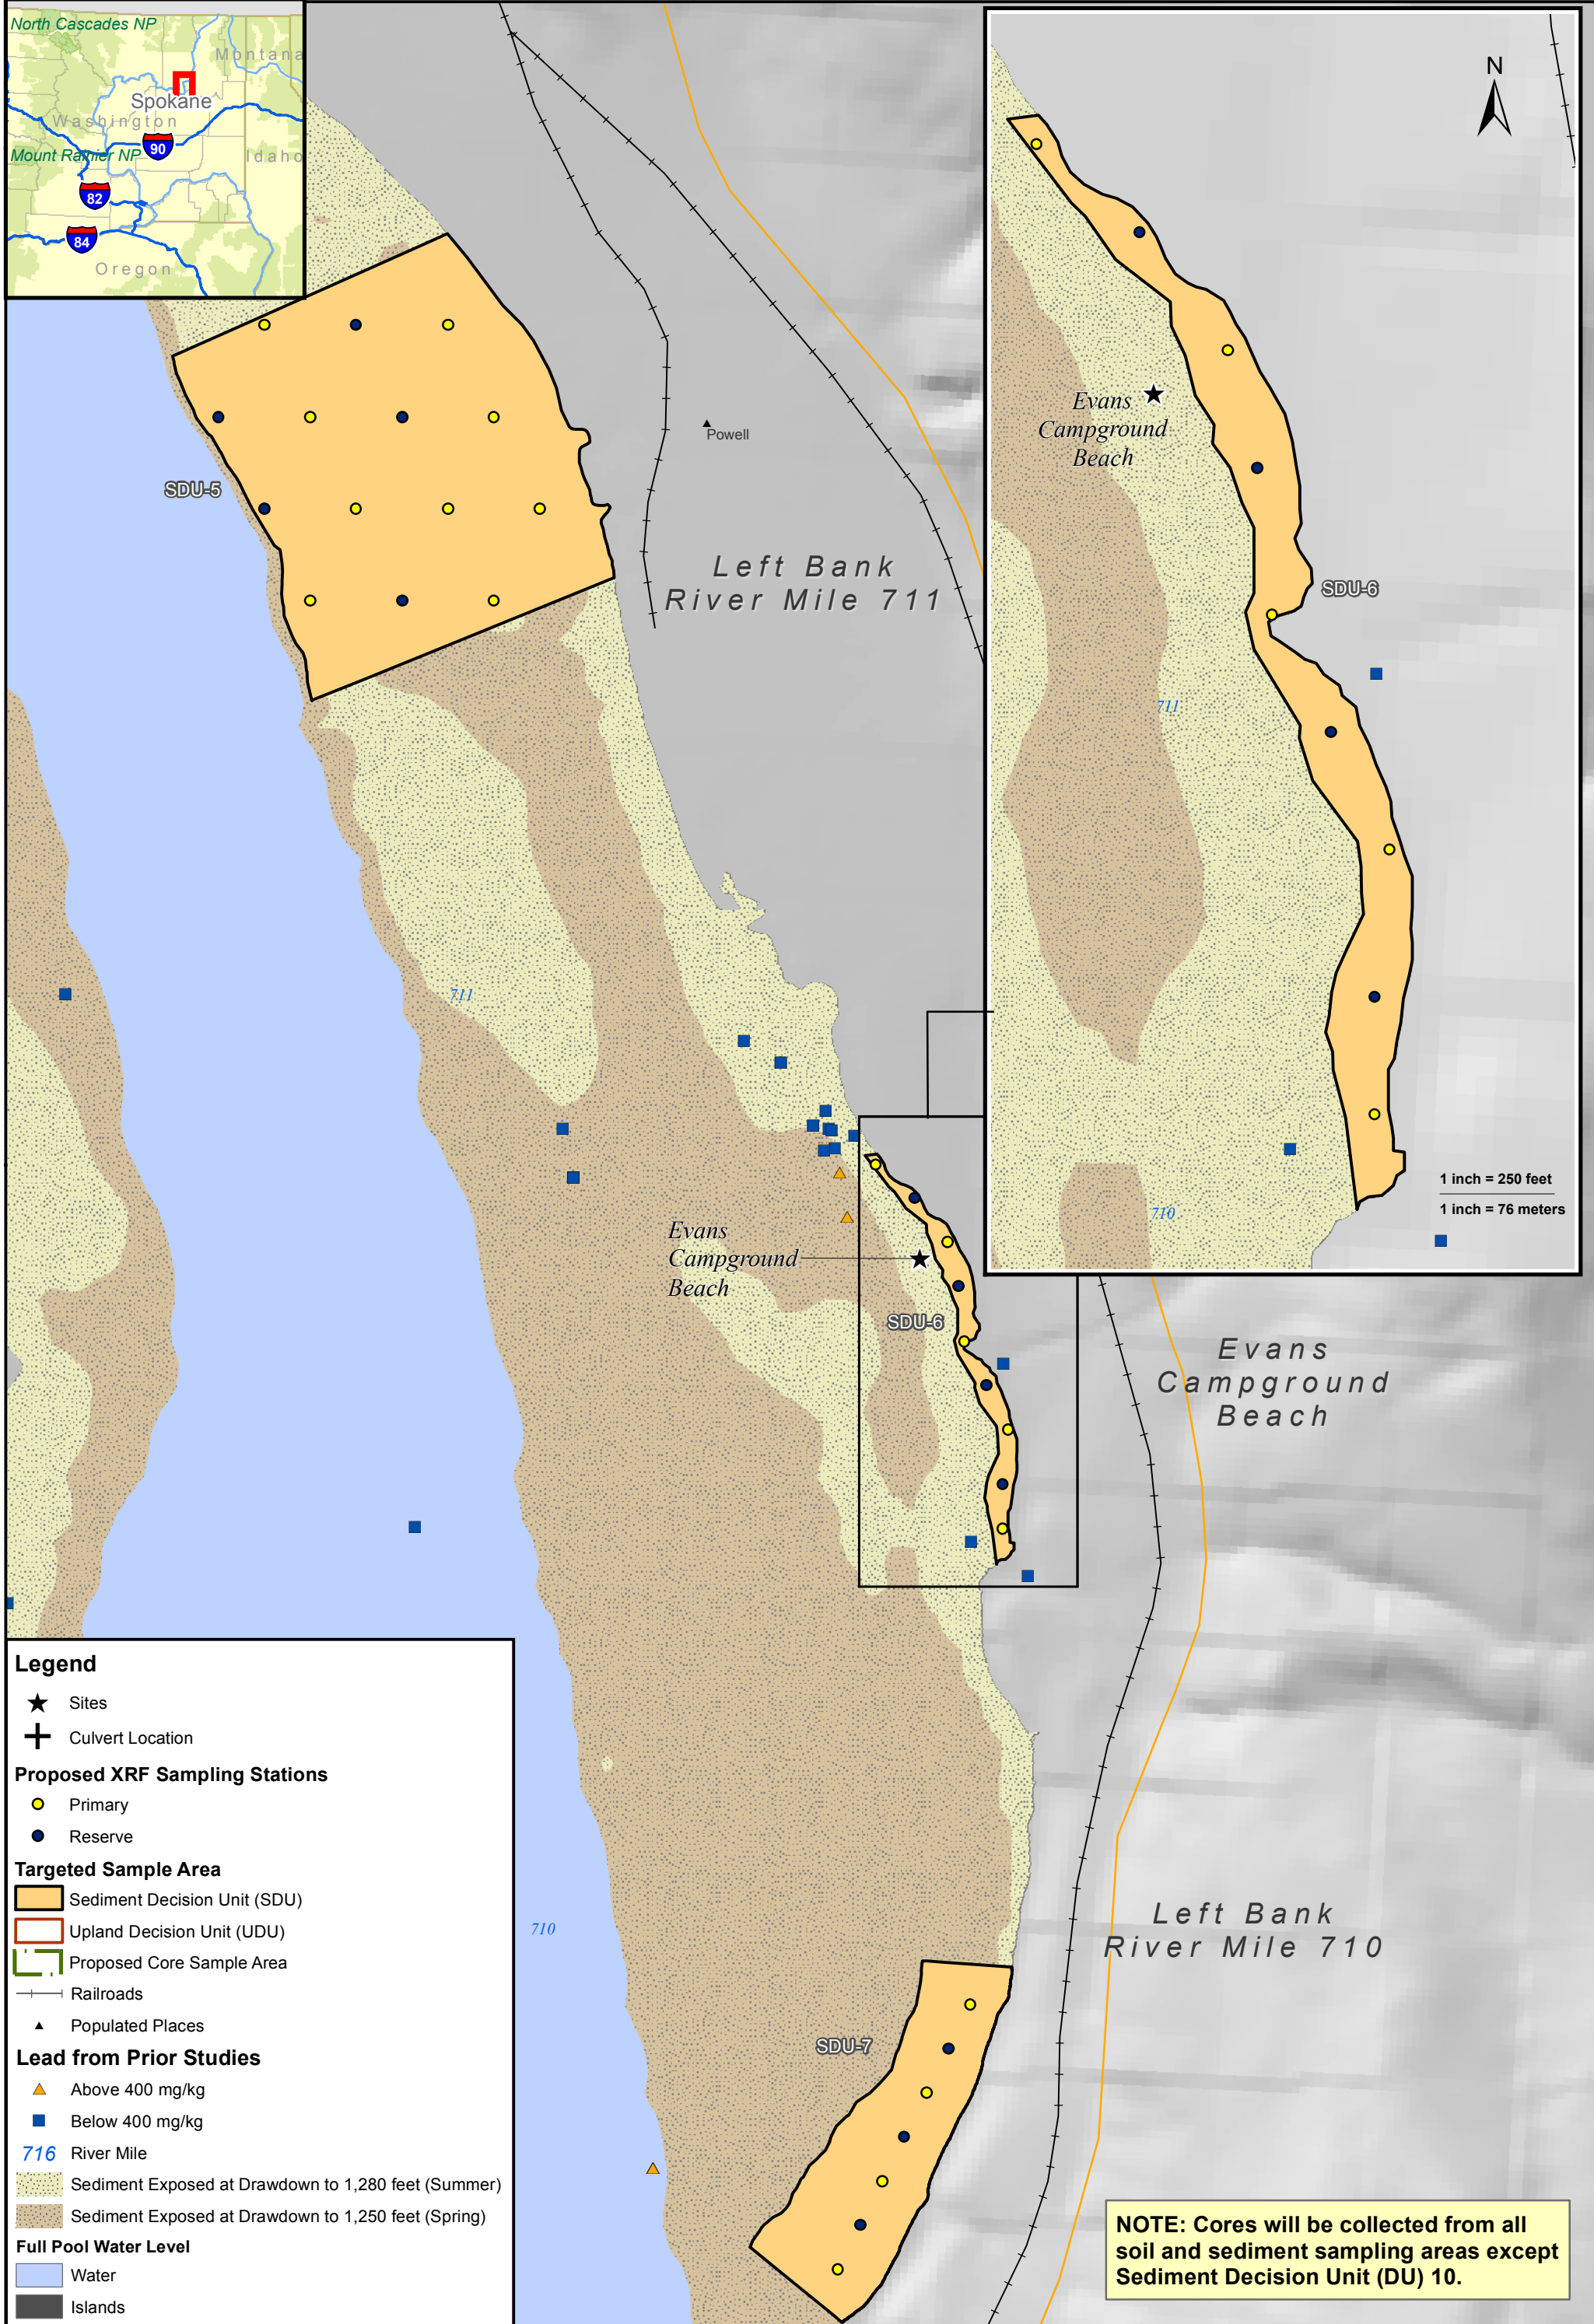 North Cascades NP
Montana
Spokane
Washington
90
Mount Rainier NP
Idaho
82
84
Oregon
N
Evans
Campground
Beach
SDU-6
711
710
1 inch = 250 feet
1 inch = 76 meters
Powell
SDU-5
Left Bank
River Mile 711
711
Evans
Campground
Beach
SDU-6
Evans
Campground
Beach
710
Left Bank
River Mile 710
SDU-7
Legend
Sites
Culvert Location
Proposed XRF Sampling Stations
Primary
Reserve
Targeted Sample Area
Sediment Decision Unit (SDU)
Upland Decision Unit (UDU)
Proposed Core Sample Area
Railroads
Populated Places
Lead from Prior Studies
Above 400 mg/kg
Below 400 mg/kg
716 River Mile
Sediment Exposed at Drawdown to 1,280 feet (Summer)
Sediment Exposed at Drawdown to 1,250 feet (Spring)
Full Pool Water Level
Water
Islands
NOTE: Cores will be collected from all
soil and sediment sampling areas except
Sediment Decision Unit (DU) 10.